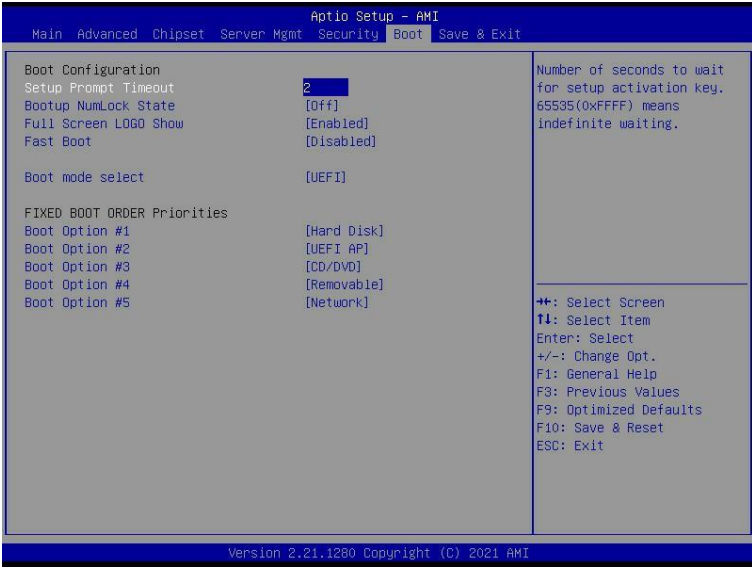 Aptio Setup – AMI
Main Advanced Chipset Server Mgmt Security Boot Save & Exit
Boot Configuration
Setup Prompt Timeout 2
Bootup NumLock State [Off]
Full Screen LOGO Show [Enabled]
Fast Boot [Disabled]
Boot mode select [UEFI]
FIXED BOOT ORDER Priorities
Boot Option #1 [Hard Disk]
Boot Option #2 [UEFI AP]
Boot Option #3 [CD/DVD]
Boot Option #4 [Removable]
Boot Option #5 [Network]
Number of seconds to wait
for setup activation key.
65535(0xFFFF) means
indefinite waiting.
→←: Select Screen
↑↓: Select Item
Enter: Select
+/-: Change Opt.
F1: General Help
F3: Previous Values
F9: Optimized Defaults
F10: Save & Reset
ESC: Exit
Version 2.21.1280 Copyright (C) 2021 AMI